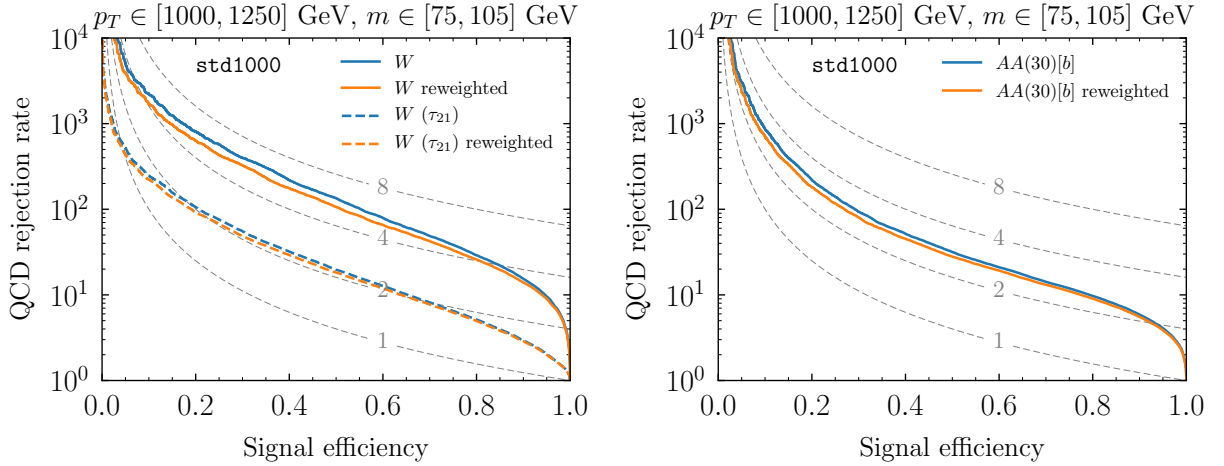 p_T ∈ [1000, 1250] GeV, m ∈ [75, 105] GeV
std1000
W
W reweighted
W (τ_21)
W (τ_21) reweighted
8
4
2
1
10^4
10^3
10^2
10^1
10^0
QCD rejection rate
0.0 0.2 0.4 0.6 0.8 1.0
Signal efficiency
p_T ∈ [1000, 1250] GeV, m ∈ [75, 105] GeV
std1000
AA(30)[b]
AA(30)[b] reweighted
8
4
2
1
10^4
10^3
10^2
10^1
10^0
QCD rejection rate
0.0 0.2 0.4 0.6 0.8 1.0
Signal efficiency